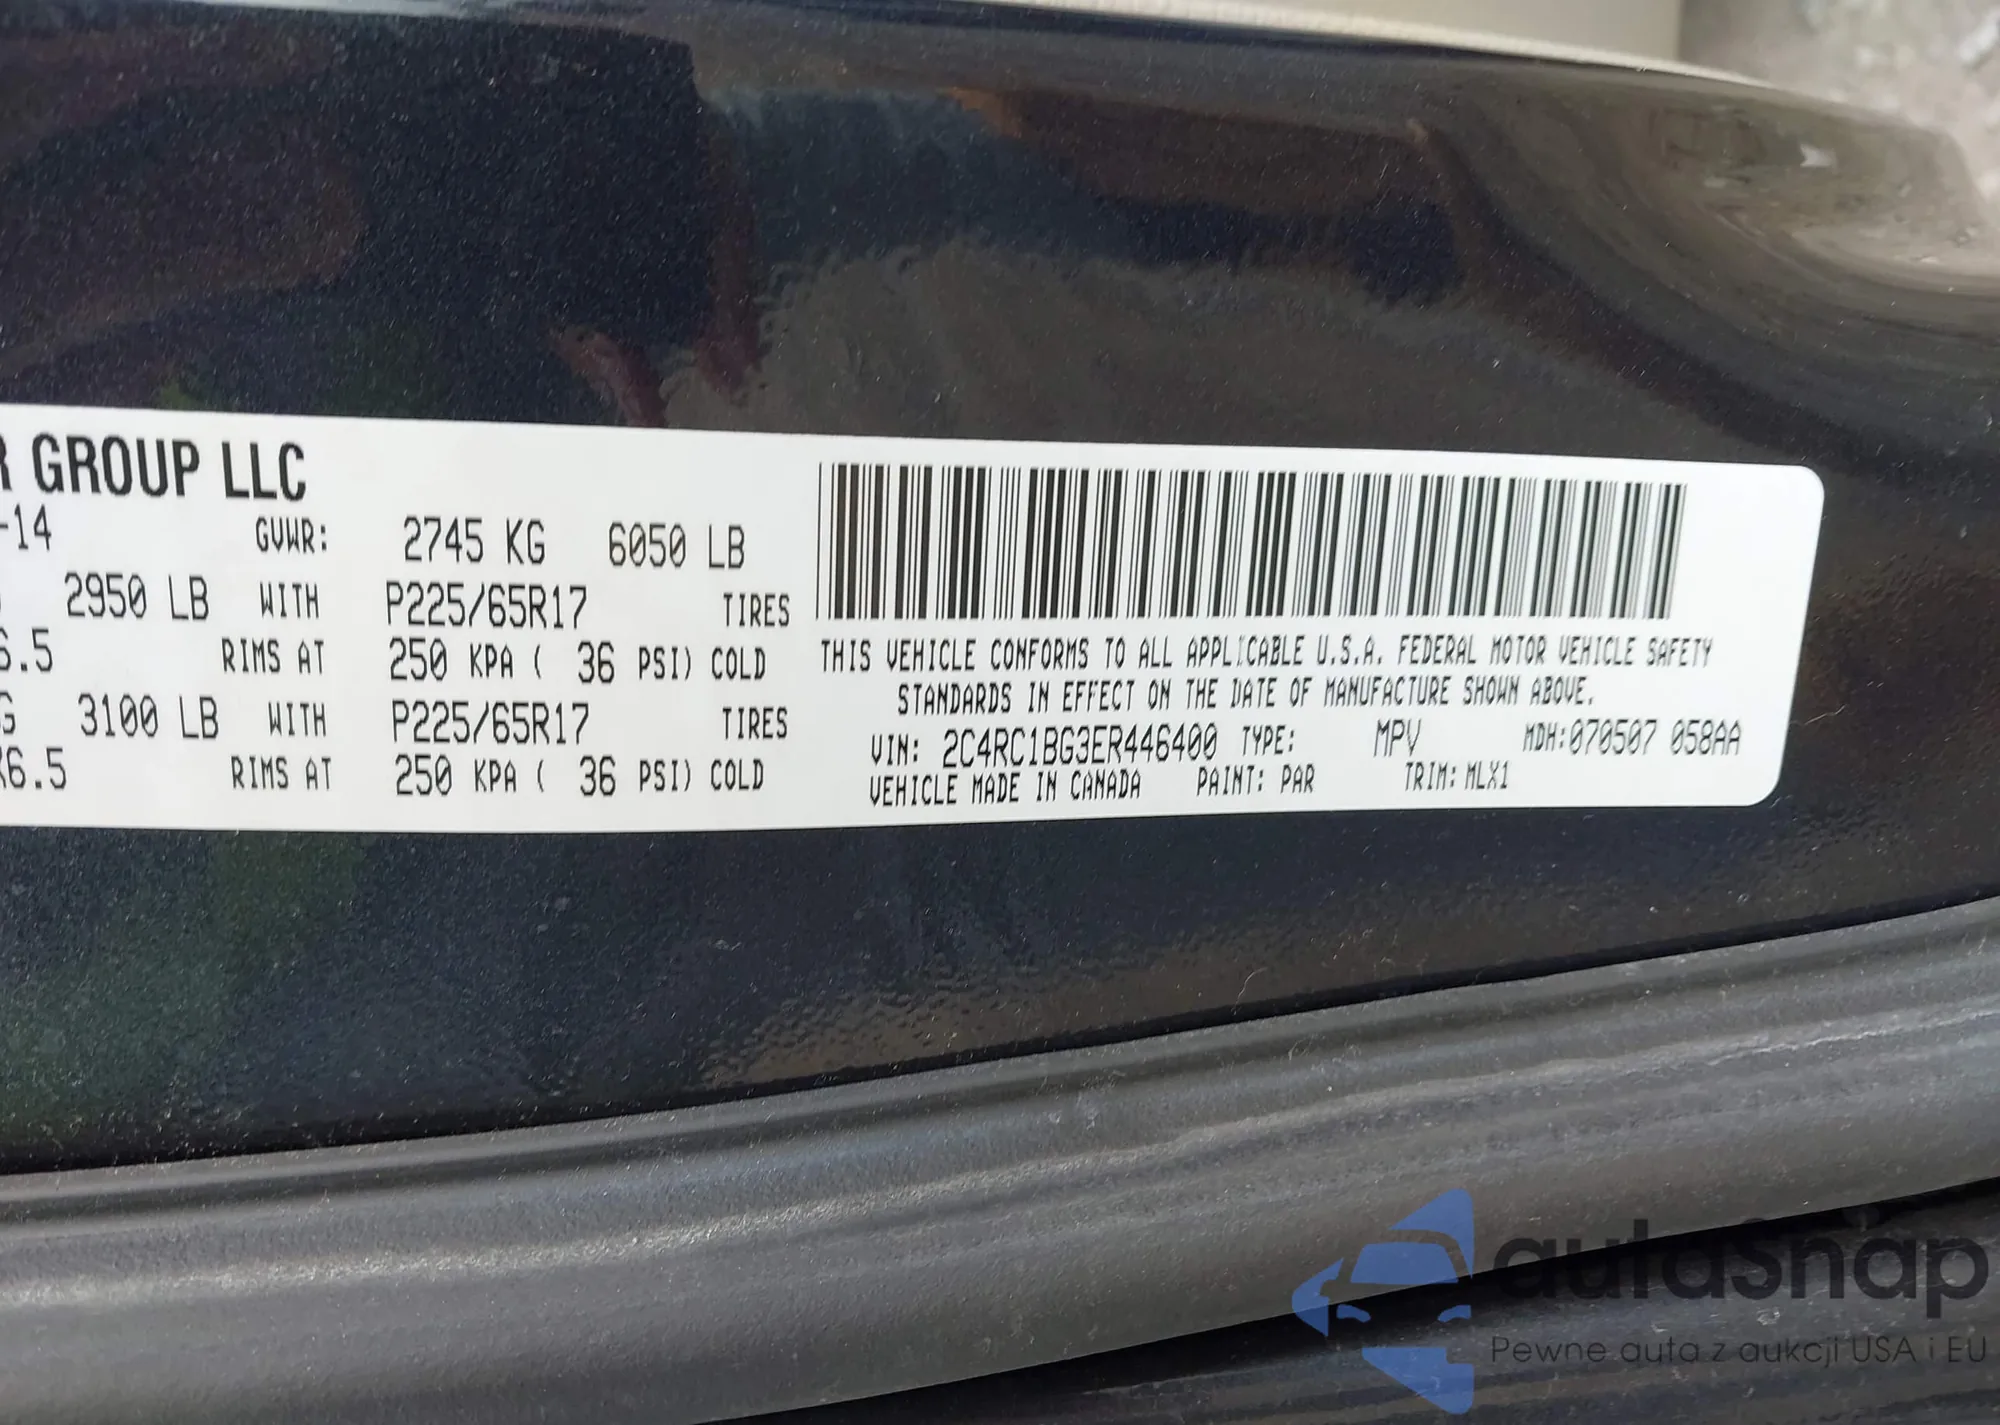 R GROUP LLC
-14 GVWR: 2745 KG 6050 LB
2950 LB WITH P225/65R17 TIRES
6.5 RIMS AT 250 KPA ( 36 PSI) COLD
G 3100 LB WITH P225/65R17 TIRES
X6.5 RIMS AT 250 KPA ( 36 PSI) COLD
THIS VEHICLE CONFORMS TO ALL APPLICABLE U.S.A. FEDERAL MOTOR VEHICLE SAFETY
STANDARDS IN EFFECT ON THE DATE OF MANUFACTURE SHOWN ABOVE.
VIN: 2C4RC1BG3ER446400 TYPE: MPV MDH:070507 058AA
VEHICLE MADE IN CANADA PAINT: PAR TRIM: MLX1
autaSnap
Pewne auta z aukcji USA i EU